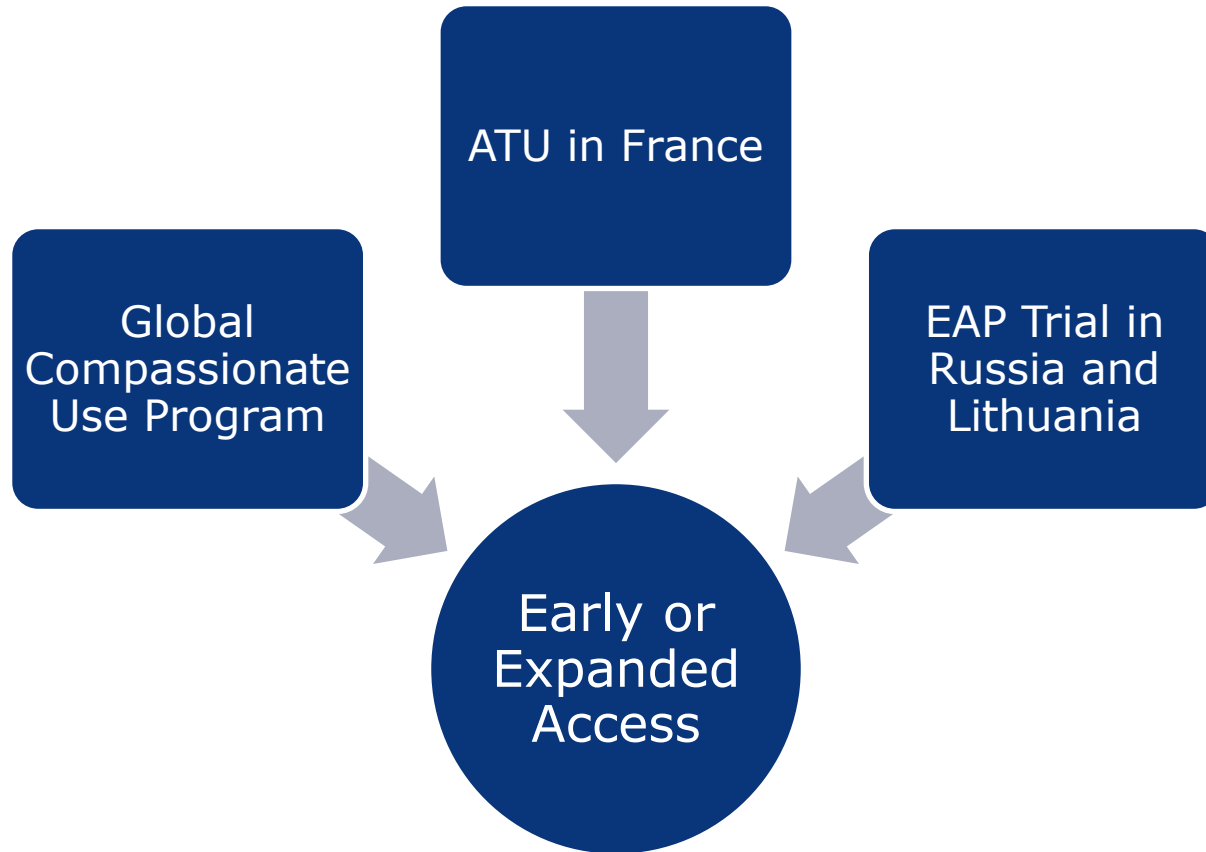 ATU in France
Global
Compassionate
Use Program
EAP Trial in
Russia and
Lithuania
Early or
Expanded
Access